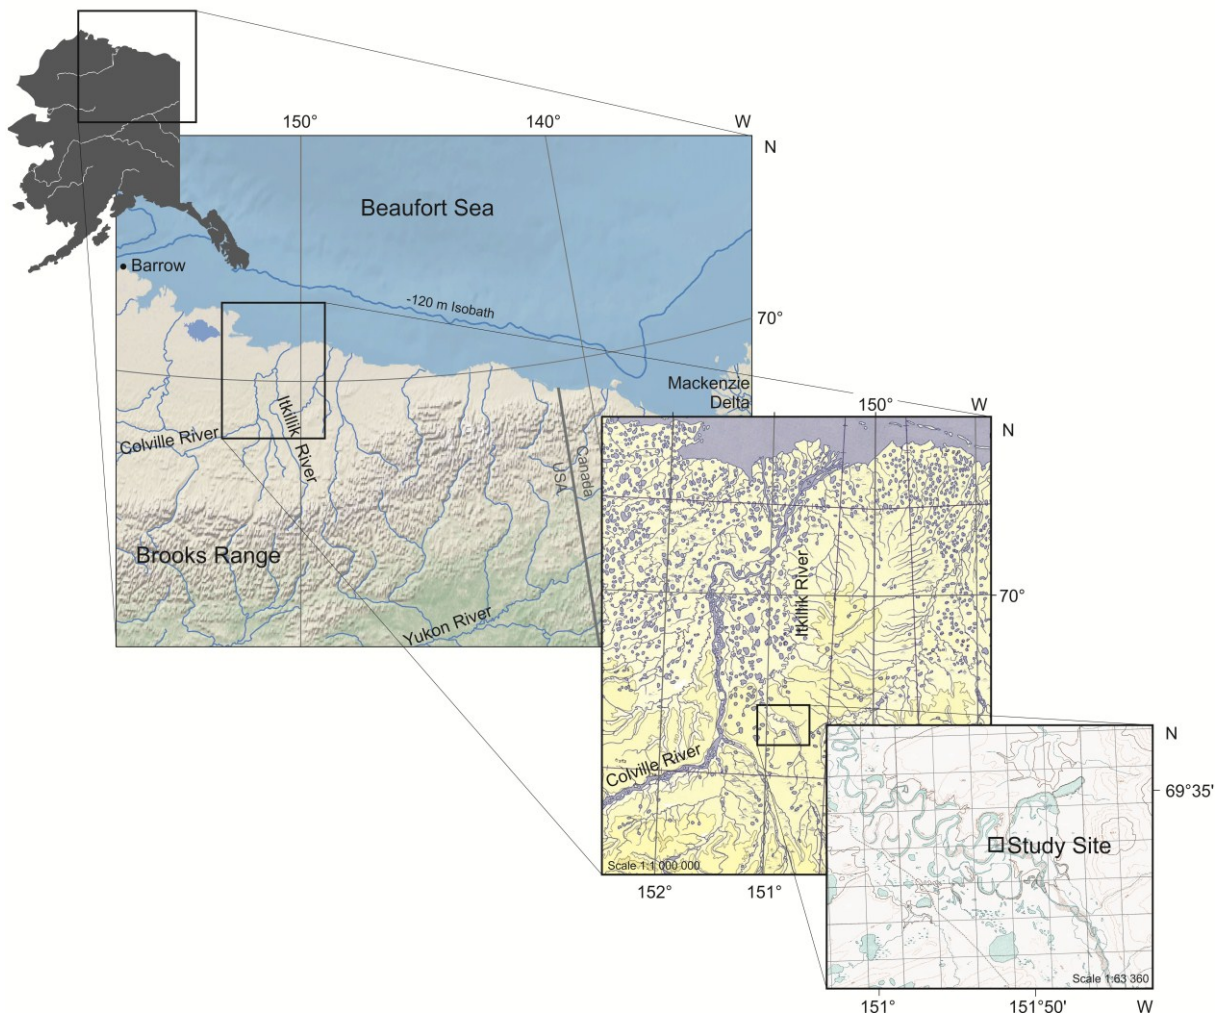 150°
140°
W
N
Beaufort Sea
Barrow
-120 m Isobath
70°
Mackenzie
Delta
Itkillik River
Colville River
Canada
USA
Brooks Range
Yukon River
150°
W
N
Itkillik River
70°
Colville River
Scale 1:1 000 000
152°
151°
N
69°35'
Study Site
Scale 1:63 360
151°
151°50'
W